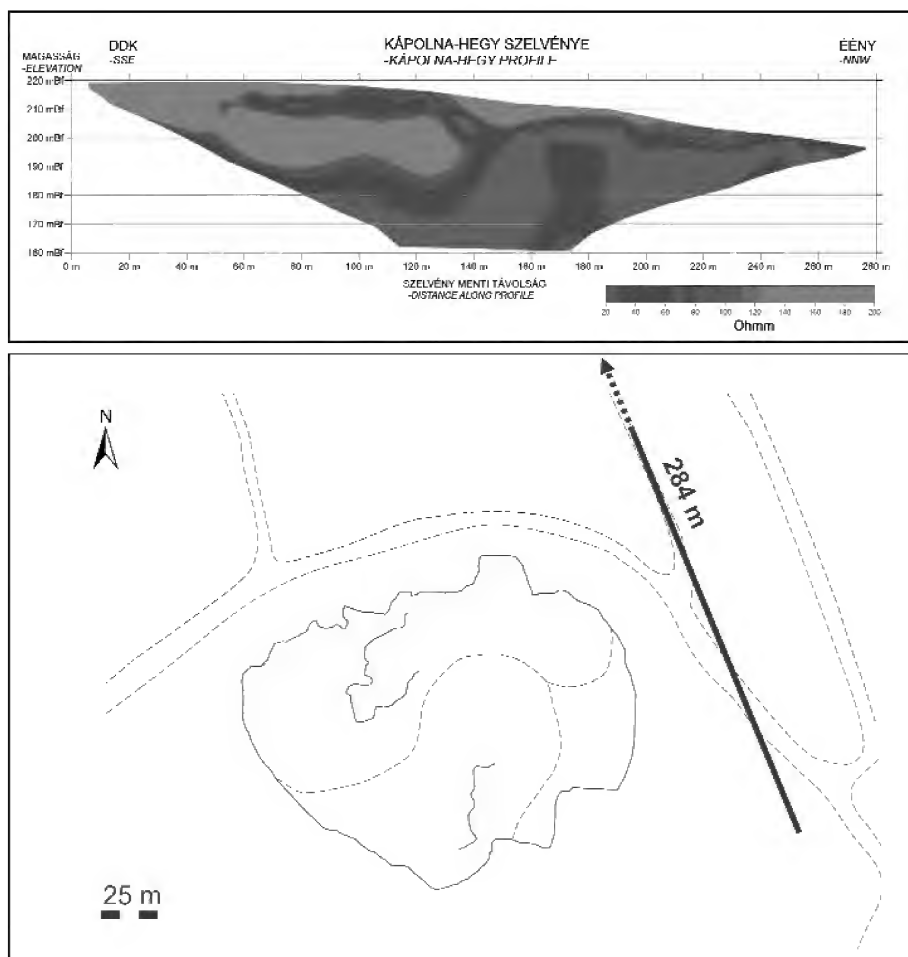 KÁPOLNA-HEGY SZELVÉNYE
-KÁPOLNA-HEGY PROFILE
DDK
-SSE
ÉÉNY
-NNW
MAGASSÁG
-ELEVATION
220 mBf
210 mBf
200 mBf
190 mBf
180 mBf
170 mBf
160 mBf
0 m 20 m 40 m 60 m 80 m 100 m 120 m 140 m 160 m 180 m 200 m 220 m 240 m 260 m 280 m
SZELVÉNY MENTI TÁVOLSÁG
-DISTANCE ALONG PROFILE
20 40 60 80 100 120 140 160 180 200
Ohmm
N
284 m
25 m